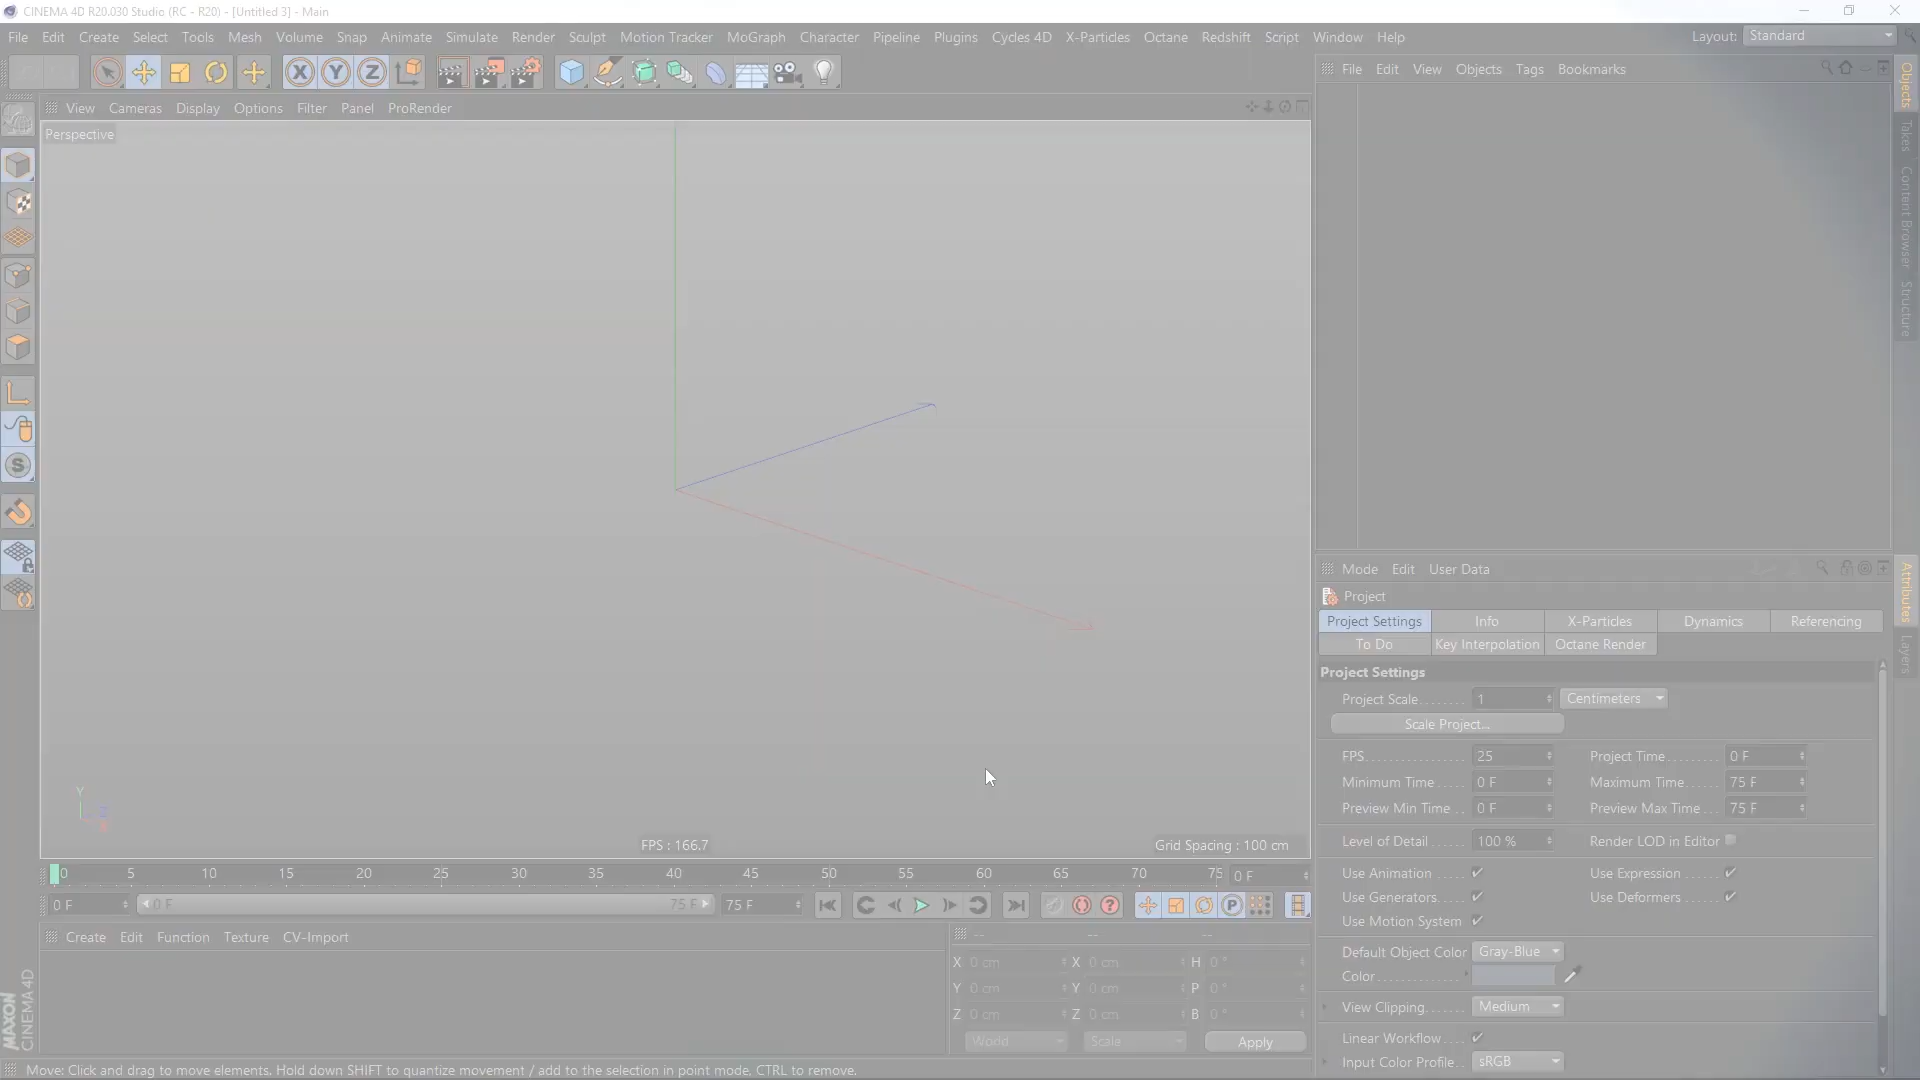 CINEMA 4D R20.030 Studio (RC - R20) - [Untitled 3] - Main
File Edit Create Select Tools Mesh Volume Snap Animate Simulate Render Sculpt Motion Tracker MoGraph Character Pipeline Plugins Cycles 4D X-Particles Octane Redshift Script Window Help Layout: Standard
X Y Z
File Edit View Objects Tags Bookmarks
View Cameras Display Options Filter Panel ProRender
Perspective
Objects
Takes
Content Browser
Structure
Mode Edit User Data
Project
Project Settings Info X-Particles Dynamics Referencing
To Do Key Interpolation Octane Render
Attributes
Layers
Project Settings
Project Scale........ 1 Centimeters
Scale Project...
FPS.............. 25 Project Time......... 0 F
Minimum Time..... 0 F Maximum Time...... 75 F
Preview Min Time.. 0 F Preview Max Time... 75 F
Level of Detail...... 100 % Render LOD in Editor
Use Animation..... Use Expression......
Use Generators.... Use Deformers......
Use Motion System
Default Object Color Gray-Blue
Color..............
View Clipping....... Medium
Linear Workflow....
Input Color Profile.. sRGB
Y
Z
X
FPS : 166.7
Grid Spacing : 100 cm
0 5 10 15 20 25 30 35 40 45 50 55 60 65 70 75 0 F
0 F 0 F 75 F 75 F
P
S
Create Edit Function Texture CV-Import
-- -- --
X 0 cm X 0 cm H 0 °
Y 0 cm Y 0 cm P 0 °
Z 0 cm Z 0 cm B 0 °
World Scale Apply
MAXON
CINEMA 4D
Move: Click and drag to move elements. Hold down SHIFT to quantize movement / add to the selection in point mode, CTRL to remove.